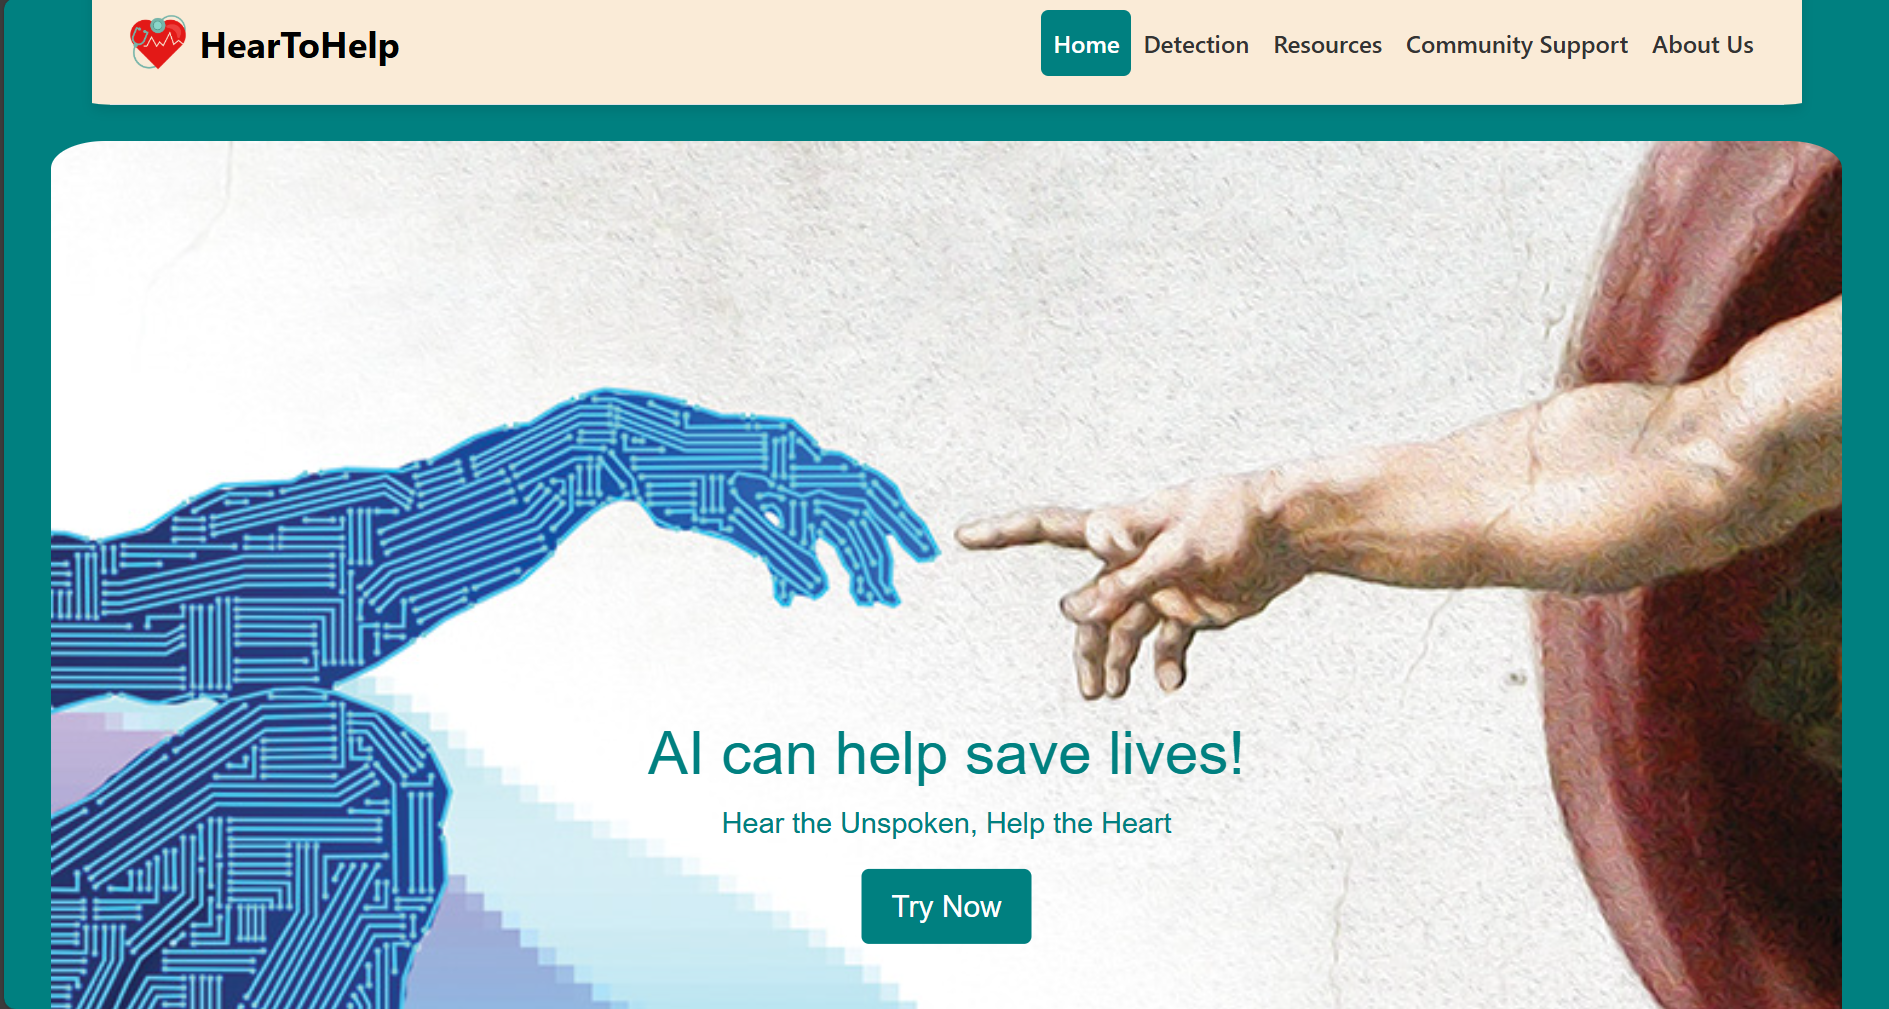 HearToHelp
Home Detection Resources Community Support About Us
AI can help save lives!
Hear the Unspoken, Help the Heart
Try Now